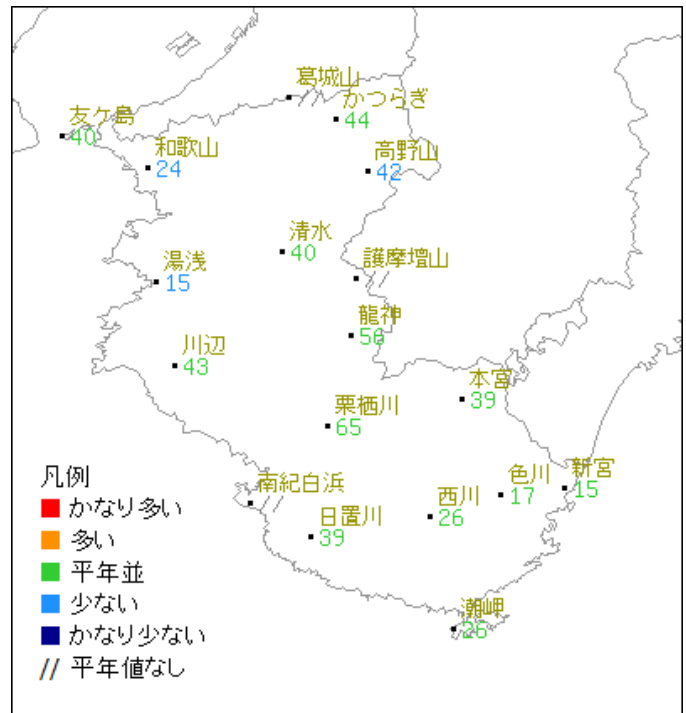 葛城山
かつらぎ
44
友ケ島
40
和歌山
24
高野山
42
清水
40
護摩壇山
湯浅
15
龍神
56
川辺
43
本宮
39
栗栖川
65
新宮
15
色川
17
南紀白浜
西川
26
日置川
39
潮岬
26
凡例
かなり多い
多い
平年並
少ない
かなり少ない
// 平年値なし